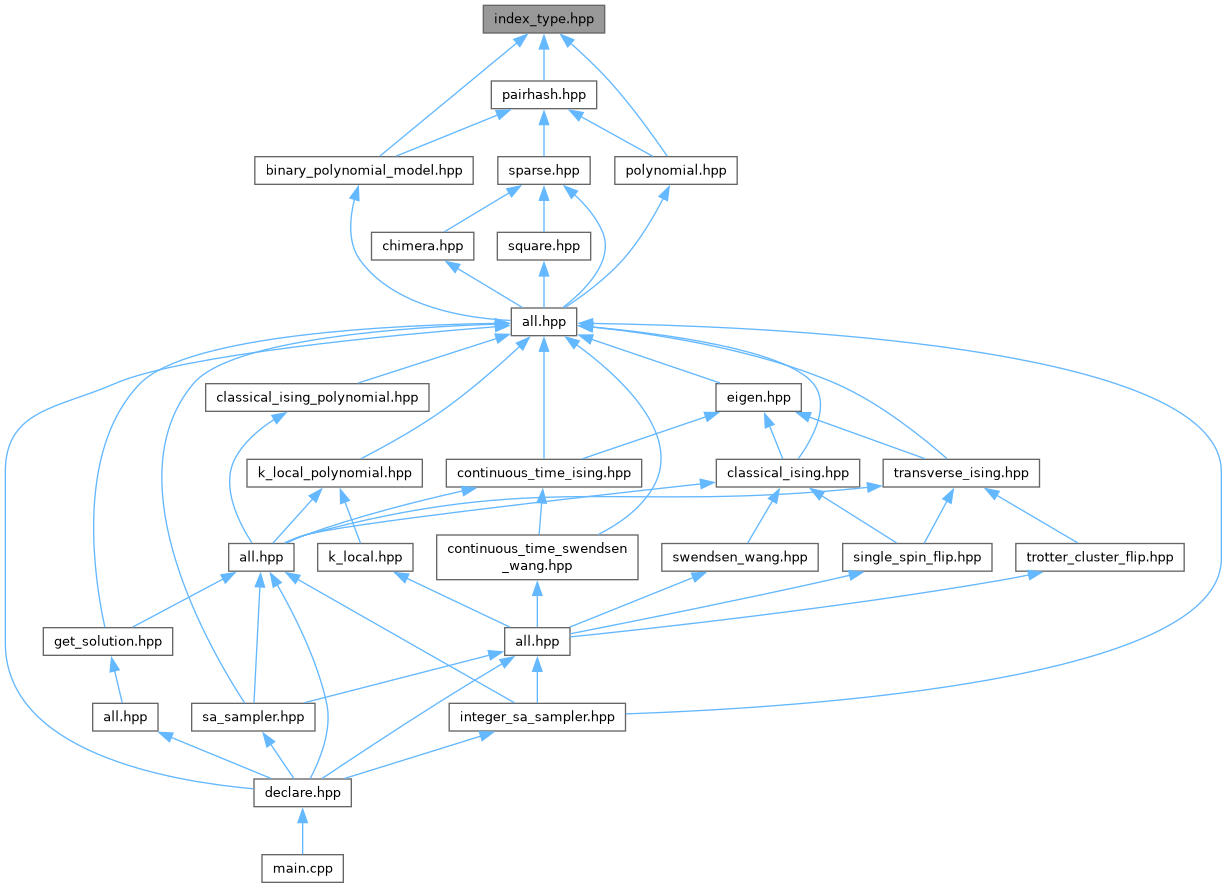 index_type.hpp
pairhash.hpp
binary_polynomial_model.hpp
sparse.hpp
polynomial.hpp
chimera.hpp
square.hpp
all.hpp
classical_ising_polynomial.hpp
eigen.hpp
k_local_polynomial.hpp
continuous_time_ising.hpp
classical_ising.hpp
transverse_ising.hpp
all.hpp
k_local.hpp
continuous_time_swendsen
_wang.hpp
swendsen_wang.hpp
single_spin_flip.hpp
trotter_cluster_flip.hpp
get_solution.hpp
all.hpp
all.hpp
sa_sampler.hpp
integer_sa_sampler.hpp
declare.hpp
main.cpp